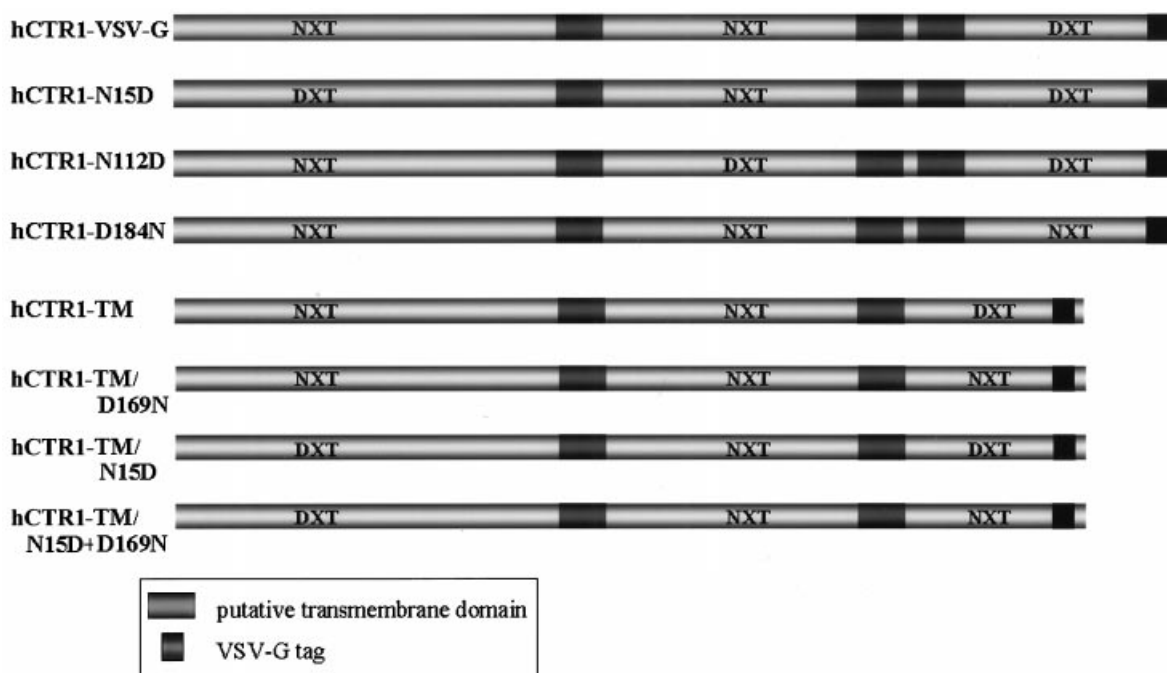 hCTR1-VSV-G NXT NXT DXT
hCTR1-N15D DXT NXT DXT
hCTR1-N112D NXT DXT DXT
hCTR1-D184N NXT NXT NXT
hCTR1-TM NXT NXT DXT
hCTR1-TM/ NXT NXT NXT
D169N
hCTR1-TM/ DXT NXT DXT
N15D
hCTR1-TM/ DXT NXT NXT
N15D+D169N
putative transmembrane domain
VSV-G tag